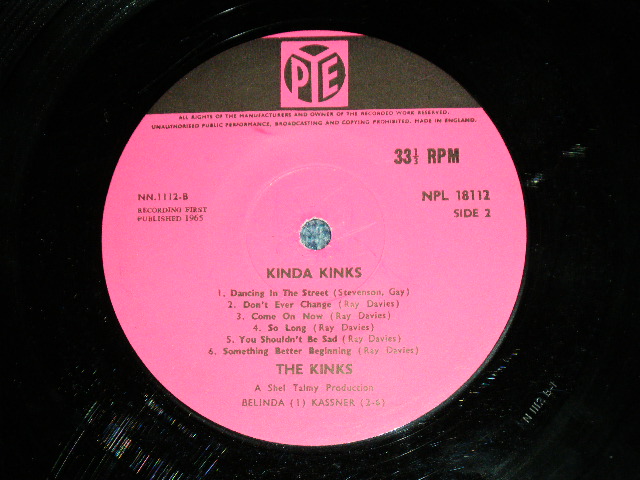 PYE
ALL RIGHTS OF THE MANUFACTURERS AND OWNER OF THE RECORDED WORK RESERVED.
UNAUTHORISED PUBLIC PERFORMANCE, BROADCASTING AND COPYING PROHIBITED. MADE IN ENGLAND.
33⅓ RPM
NN.1112-B
RECORDING FIRST
PUBLISHED 1965
NPL 18112
SIDE 2
KINDA KINKS
1. Dancing In The Street (Stevenson, Gay)
2. Don't Ever Change (Ray Davies)
3. Come On Now (Ray Davies)
4. So Long (Ray Davies)
5. You Shouldn't Be Sad (Ray Davies)
6. Something Better Beginning (Ray Davies)
THE KINKS
A Shel Talmy Production
BELINDA (1) KASSNER (2-6)